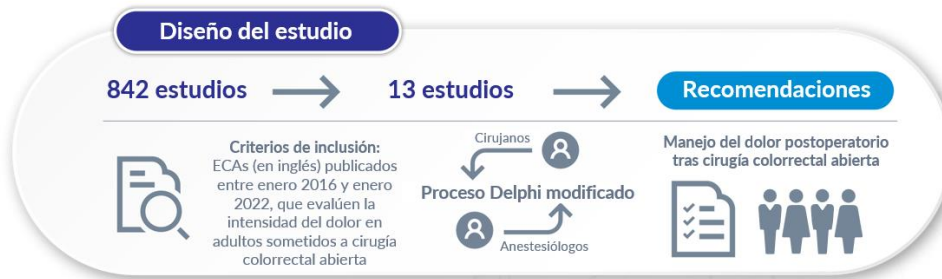 Diseño del estudio
842 estudios
13 estudios
Recomendaciones
Criterios de inclusión:
ECAs (en inglés) publicados
entre enero 2016 y enero
2022, que evalúen la
intensidad del dolor en
adultos sometidos a cirugía
colorrectal abierta
Cirujanos
Proceso Delphi modificado
Anestesiólogos
Manejo del dolor postoperatorio
tras cirugía colorrectal abierta